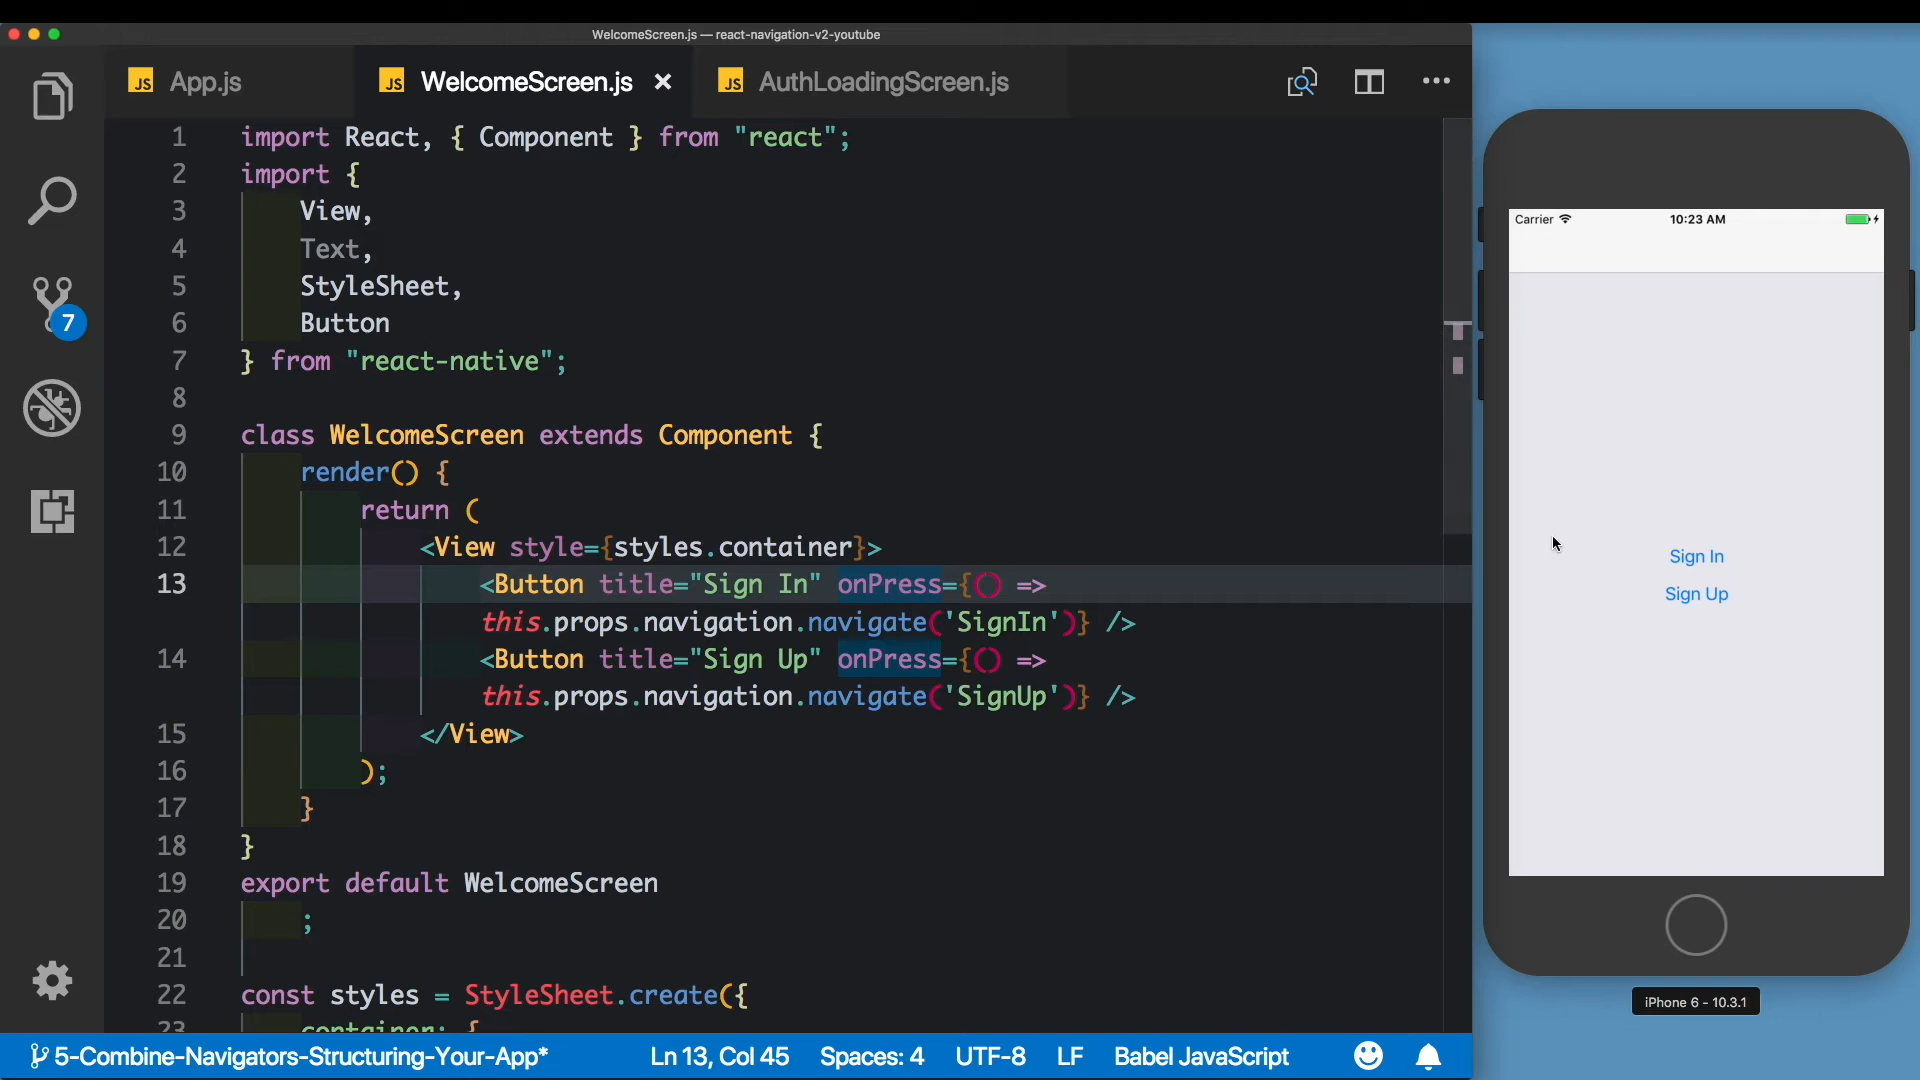 WelcomeScreen.js — react-navigation-v2-youtube
JS App.js
JS WelcomeScreen.js ×
JS AuthLoadingScreen.js
1 import React, { Component } from "react";
2 import {
3 View,
4 Text,
5 StyleSheet,
6 Button
7 } from "react-native";
8
9 class WelcomeScreen extends Component {
10 render() {
11 return (
12 <View style={styles.container}>
13 <Button title="Sign In" onPress={() =>
this.props.navigation.navigate('SignIn')} />
14 <Button title="Sign Up" onPress={() =>
this.props.navigation.navigate('SignUp')} />
15 </View>
16 );
17 }
18 }
19 export default WelcomeScreen
20 ;
21
22 const styles = StyleSheet.create({
23 container: {
7
5-Combine-Navigators-Structuring-Your-App*
Ln 13, Col 45
Spaces: 4
UTF-8
LF
Babel JavaScript
Carrier
10:23 AM
Sign In
Sign Up
iPhone 6 - 10.3.1